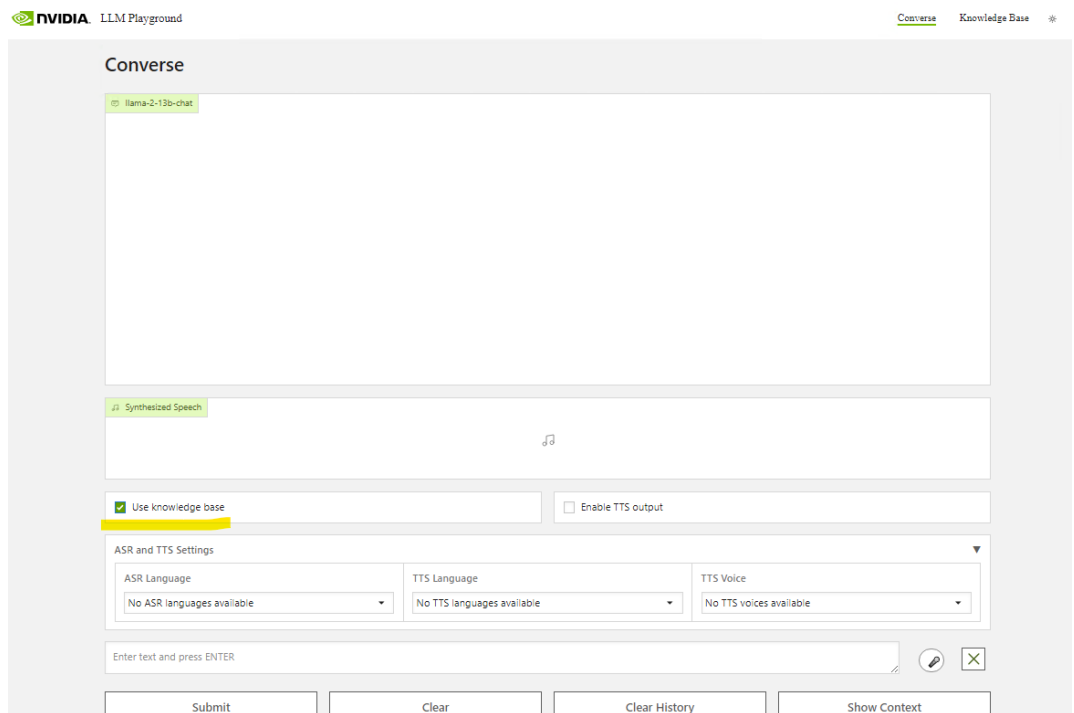 NVIDIA. LLM Playground
Converse Knowledge Base
Converse
llama-2-13b-chat
Synthesized Speech
Use knowledge base Enable TTS output
ASR and TTS Settings
ASR Language TTS Language TTS Voice
No ASR languages available No TTS languages available No TTS voices available
Enter text and press ENTER
Submit Clear Clear History Show Context